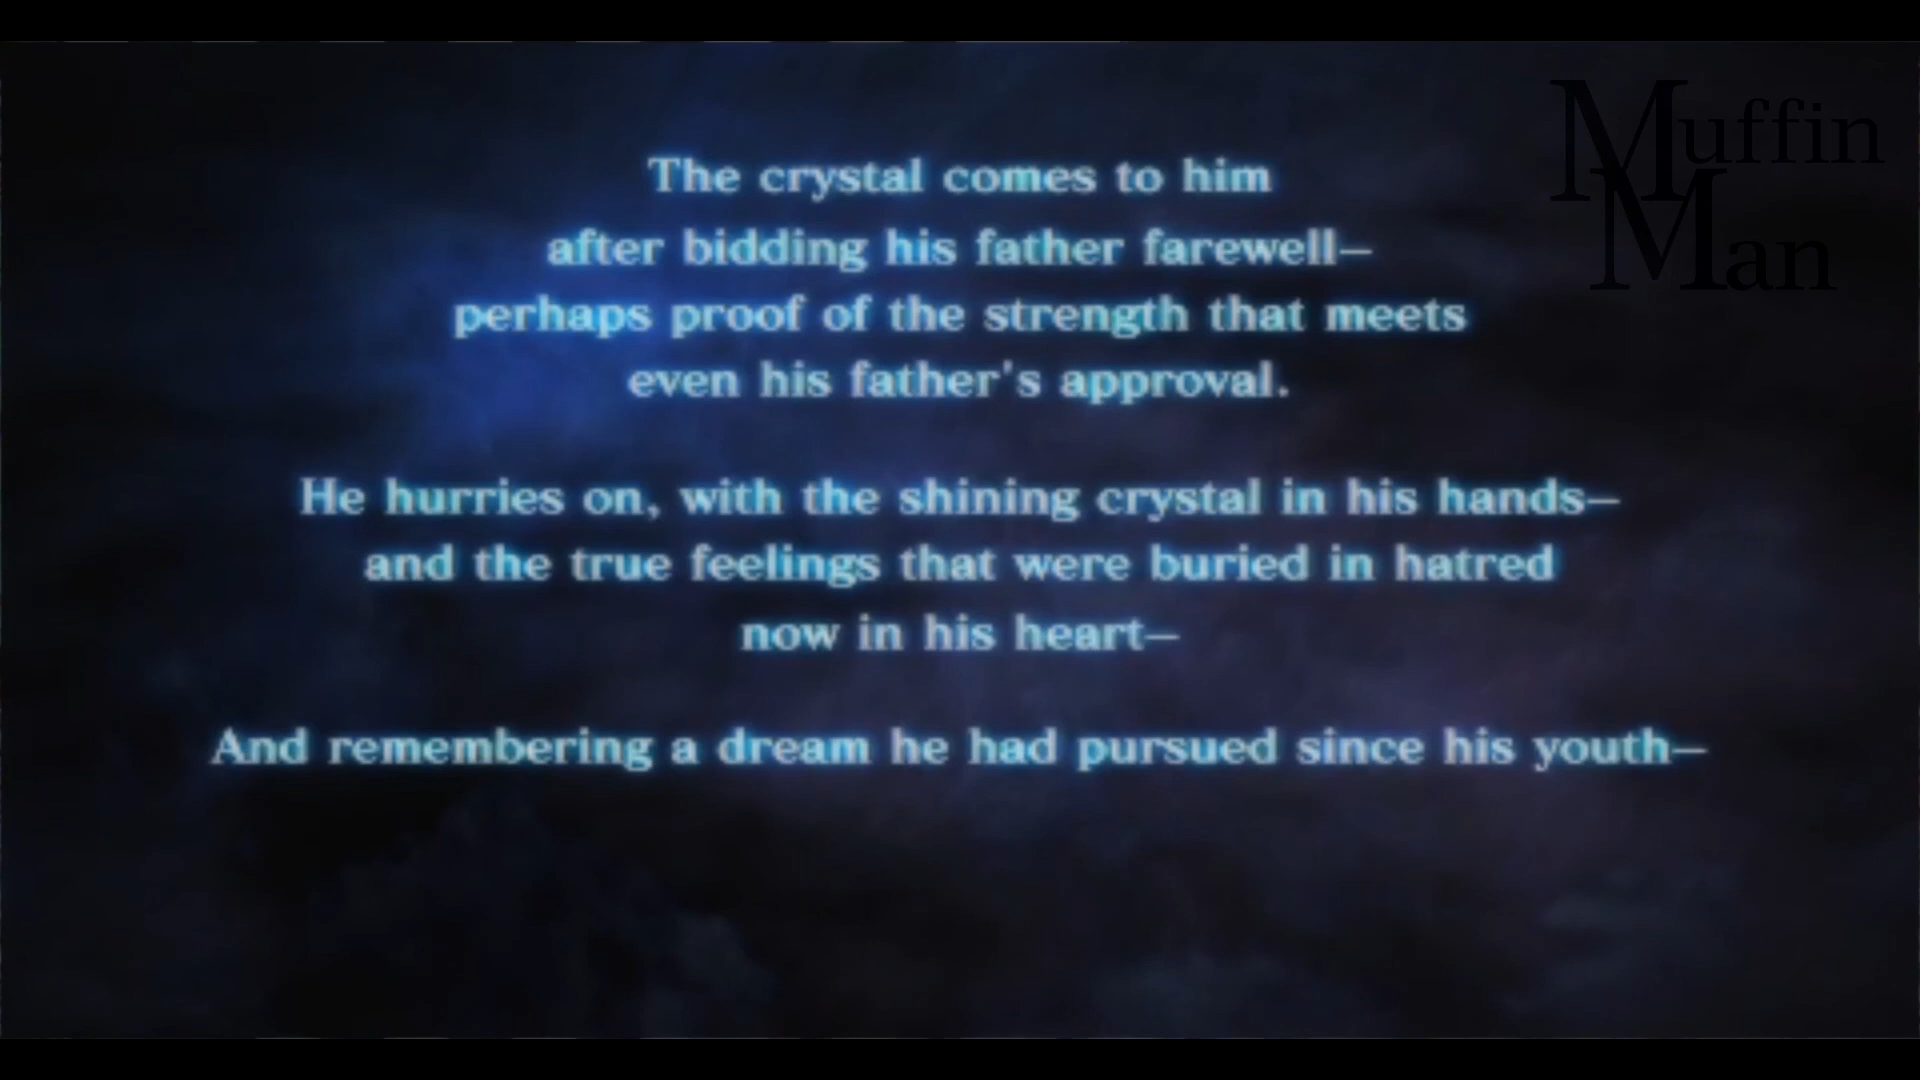 Muffin
Man
The crystal comes to him
after bidding his father farewell—
perhaps proof of the strength that meets
even his father's approval.
He hurries on, with the shining crystal in his hands—
and the true feelings that were buried in hatred
now in his heart—
And remembering a dream he had pursued since his youth—